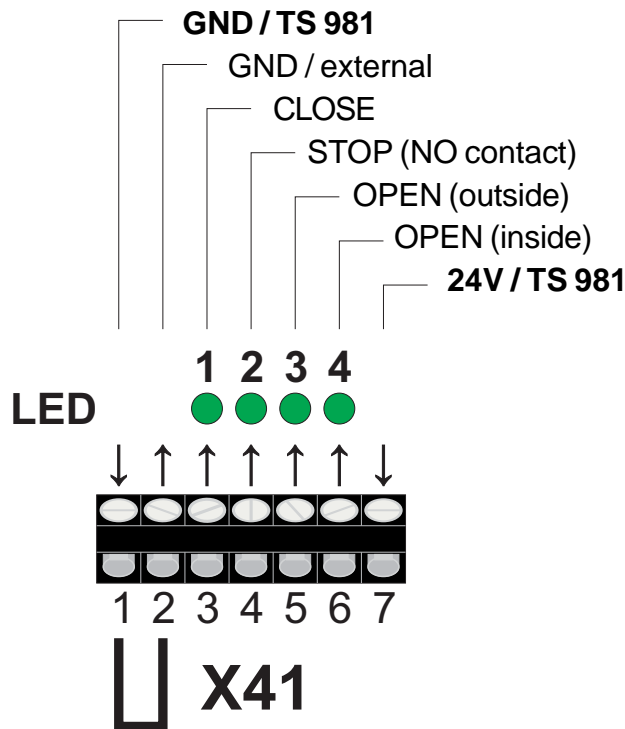 GND / TS 981
GND / external
CLOSE
STOP (NO contact)
OPEN (outside)
OPEN (inside)
24V / TS 981
1 2 3 4
LED
1 2 3 4 5 6 7
X41